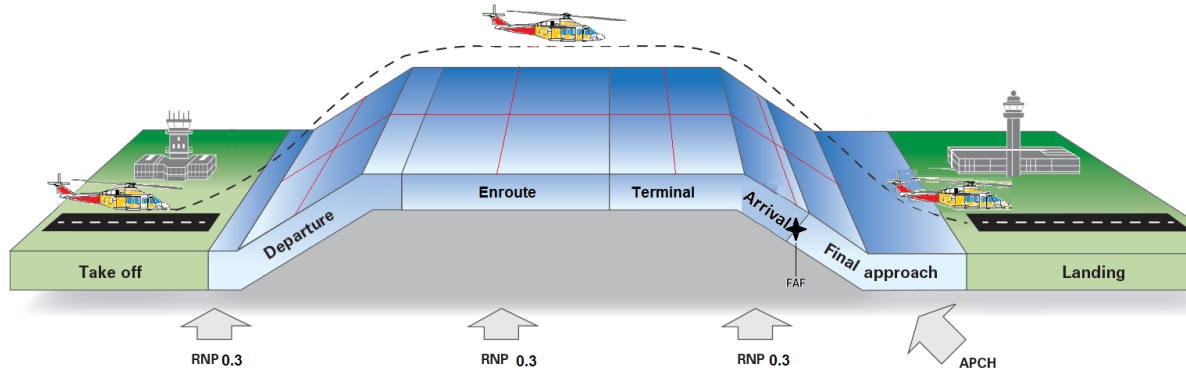 Take off
Departure
Enroute
Terminal
Arrival
FAF
Final approach
Landing
RNP 0.3
RNP 0.3
RNP 0.3
APCH